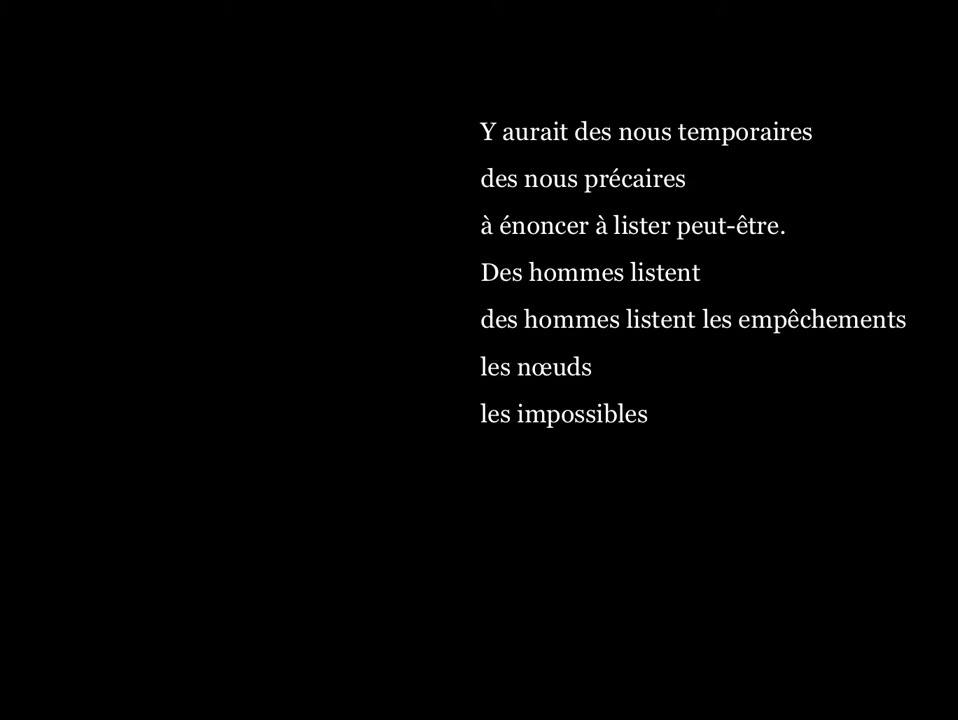 Y aurait des nous temporaires
des nous précaires
à énoncer à lister peut-être.
Des hommes listent
des hommes listent les empêchements
les nœuds
les impossibles